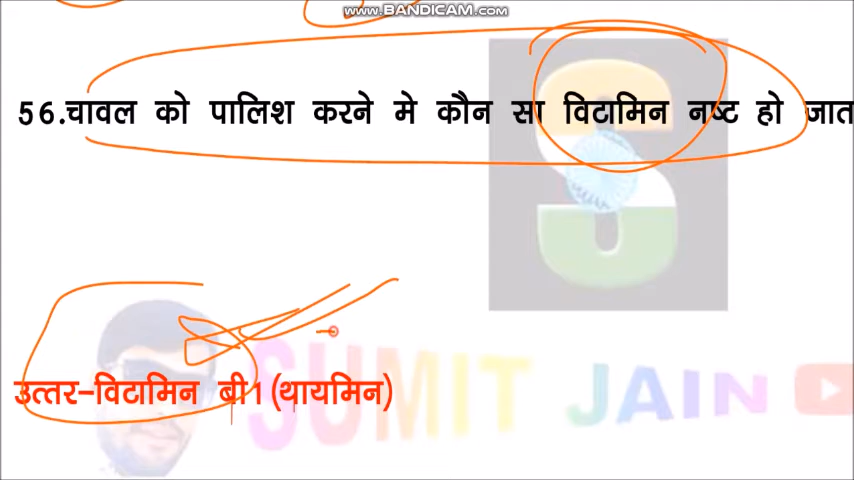 www.BANDICAM.com
56.चावल को पालिश करने मे कौन सा विटामिन नष्ट हो जात
उत्तर-विटामिन बी1(थायमिन)
SUMIT JAIN